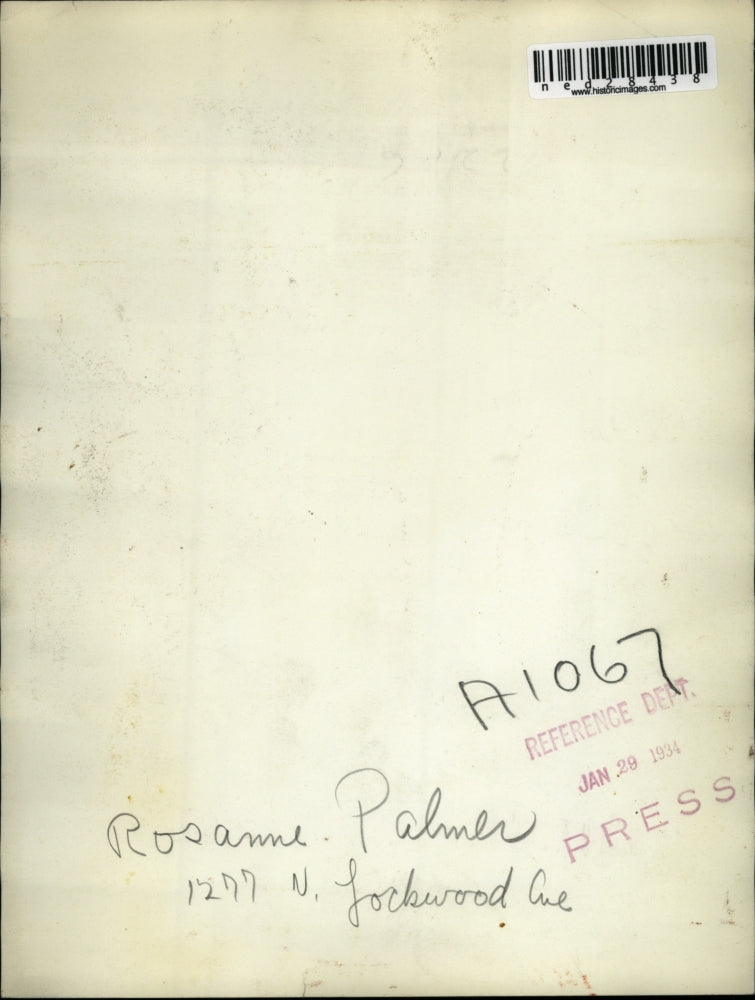 ned28438
www.historicimages.com
A1067
REFERENCE DEPT.
JAN 29 1934
PRESS
Rosanne Palmer
1277 N. Lockwood Ave